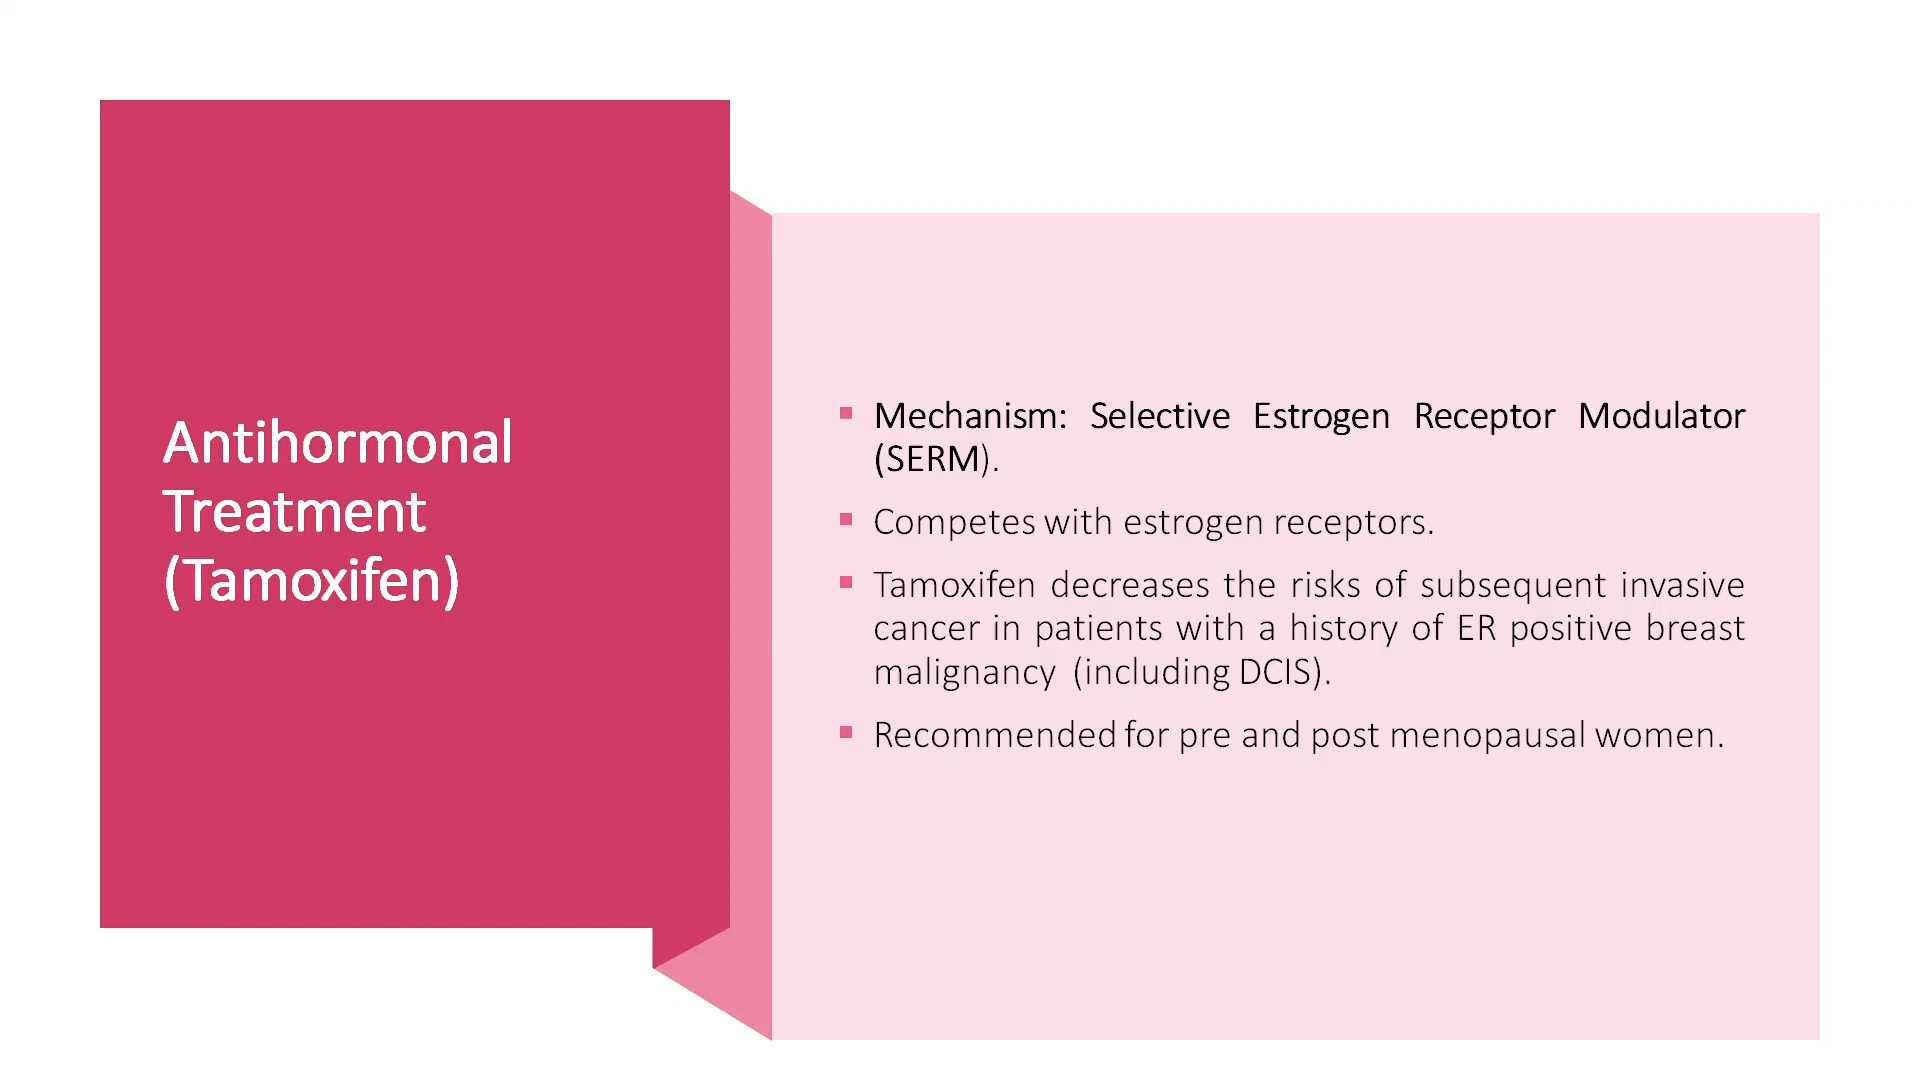 Antihormonal
Treatment
(Tamoxifen)
Mechanism: Selective Estrogen Receptor Modulator
(SERM).
Competes with estrogen receptors.
Tamoxifen decreases the risks of subsequent invasive
cancer in patients with a history of ER positive breast
malignancy (including DCIS).
Recommended for pre and post menopausal women.